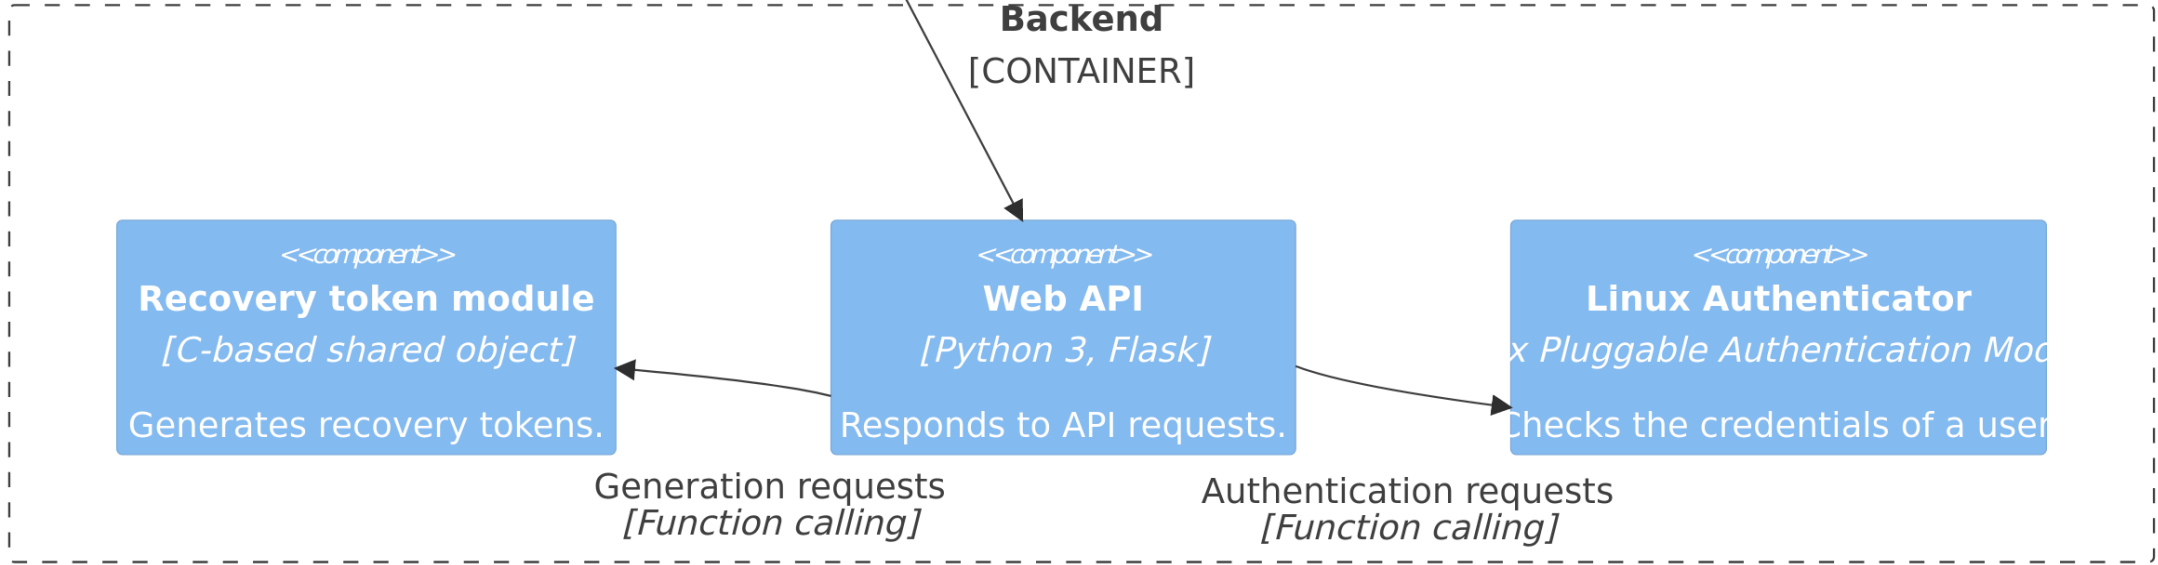 Backend
[CONTAINER]
<<component>>
Recovery token module
[C-based shared object]
Generates recovery tokens.
<<component>>
Web API
[Python 3, Flask]
Responds to API requests.
<<component>>
Linux Authenticator
x Pluggable Authentication Mod
Checks the credentials of a user
Generation requests
[Function calling]
Authentication requests
[Function calling]